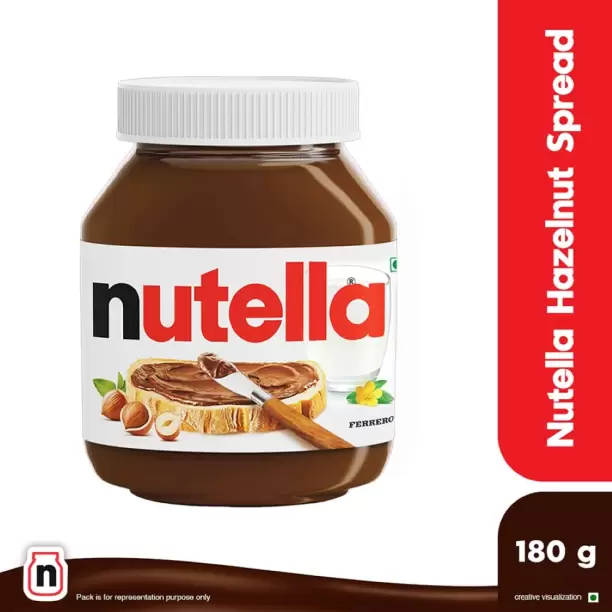 nutella®
FERRERO
Nutella Hazelnut Spread
180 g
n
Pack is for representation purpose only
creative visualization